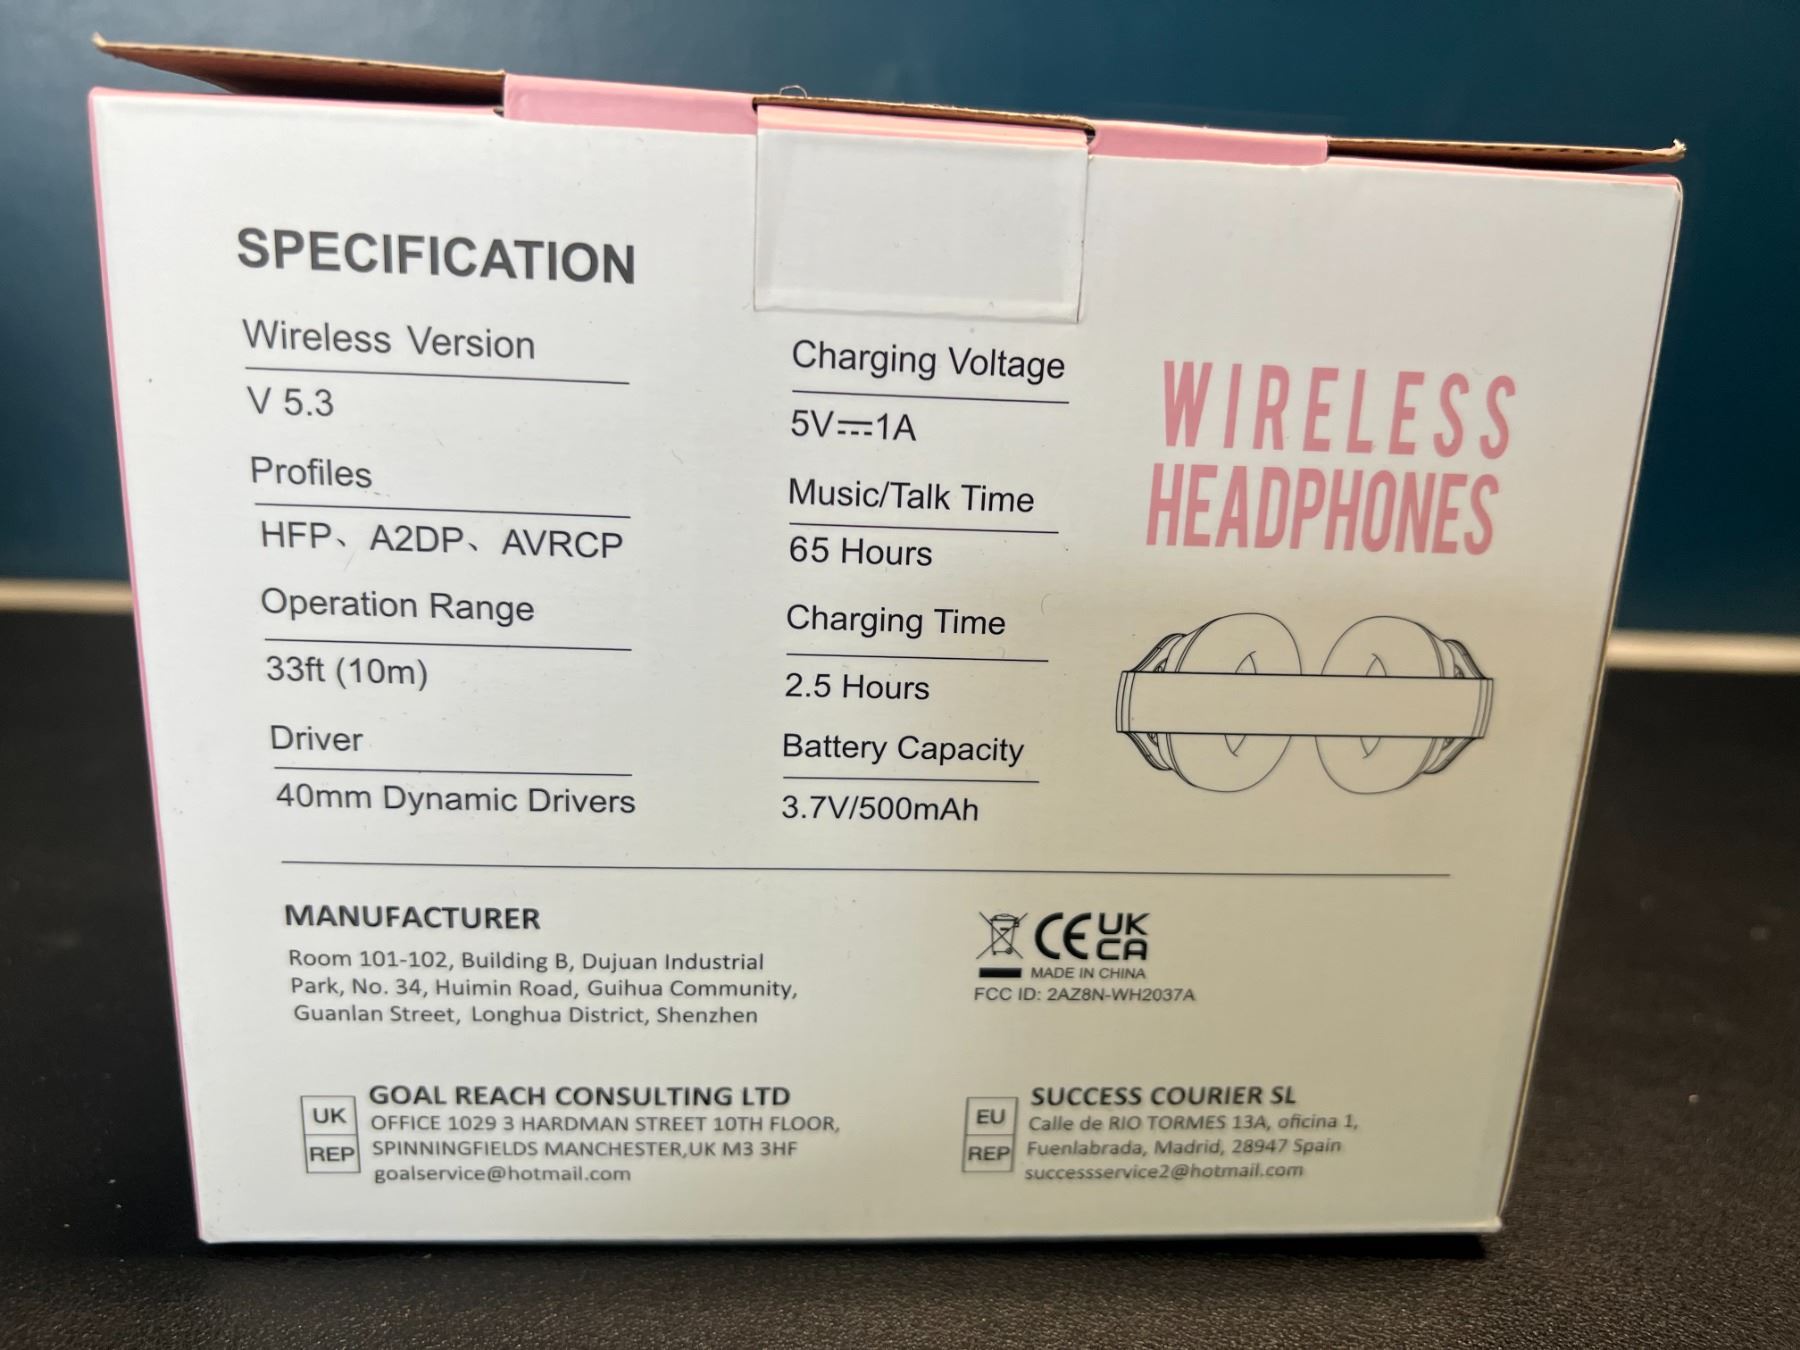 SPECIFICATION
Wireless Version
V 5.3
Profiles
HFP、A2DP、AVRCP
Operation Range
33ft (10m)
Driver
40mm Dynamic Drivers
Charging Voltage
5V⎓1A
Music/Talk Time
65 Hours
Charging Time
2.5 Hours
Battery Capacity
3.7V/500mAh
WIRELESS
HEADPHONES
MANUFACTURER
Room 101-102, Building B, Dujuan Industrial
Park, No. 34, Huimin Road, Guihua Community,
Guanlan Street, Longhua District, Shenzhen
CE UK
CA
MADE IN CHINA
FCC ID: 2AZ8N-WH2037A
UK
REP
GOAL REACH CONSULTING LTD
OFFICE 1029 3 HARDMAN STREET 10TH FLOOR,
SPINNINGFIELDS MANCHESTER,UK M3 3HF
goalservice@hotmail.com
EU
REP
SUCCESS COURIER SL
Calle de RIO TORMES 13A, oficina 1,
Fuenlabrada, Madrid, 28947 Spain
successservice2@hotmail.com